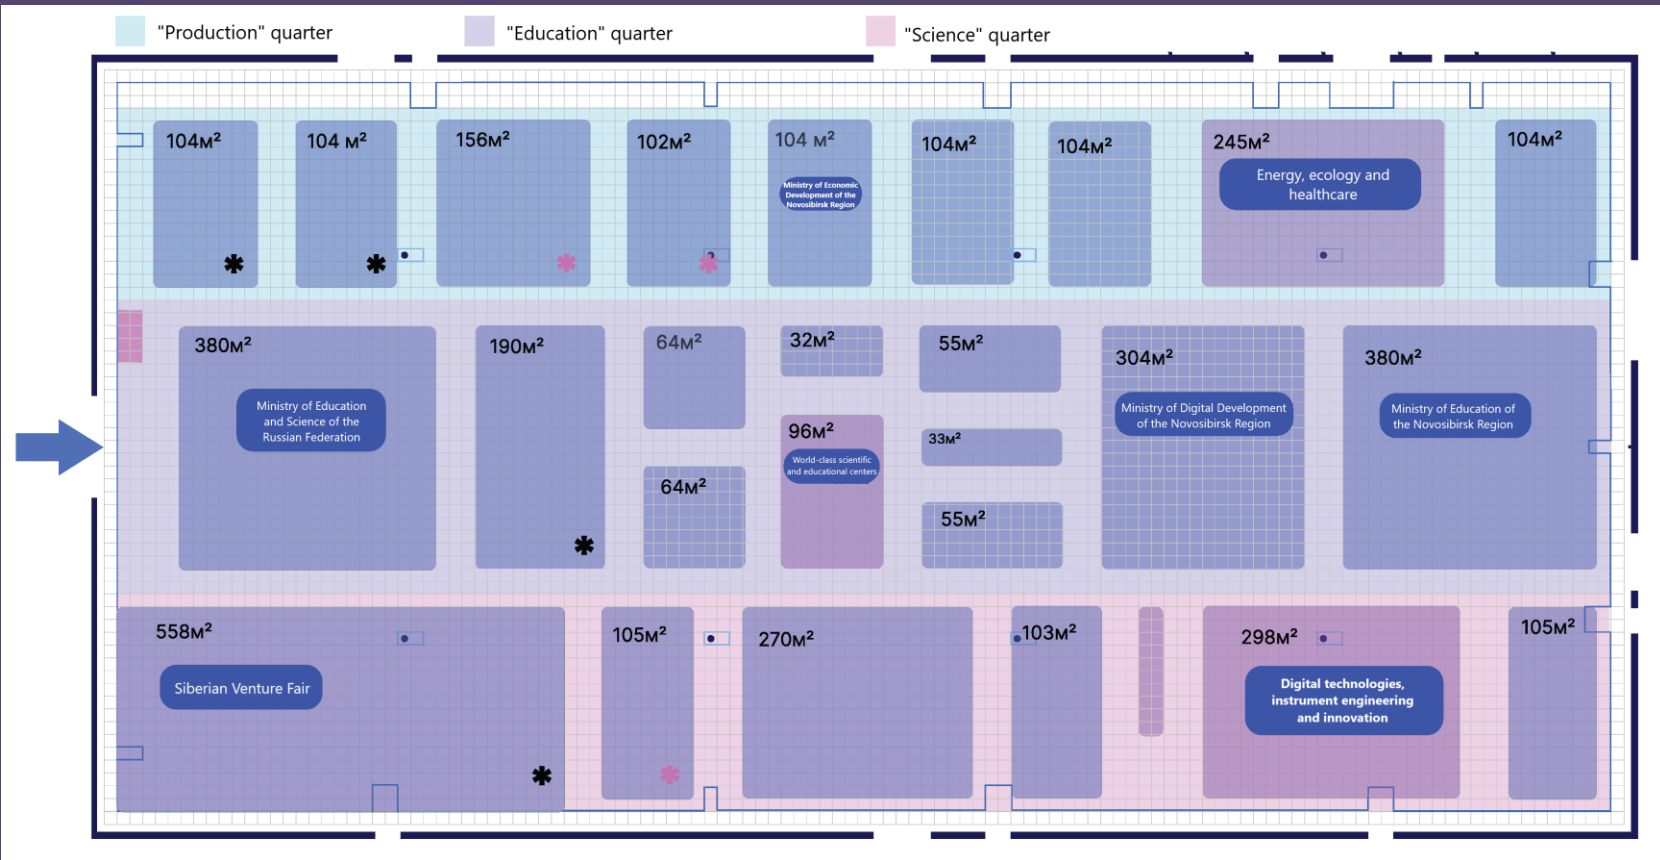 "Production" quarter
"Education" quarter
"Science" quarter
104м²
104 м²
156м²
102м²
104 м²
Ministry of Economic
Development of the
Novosibirsk Region
104м²
104м²
245м²
Energy, ecology and
healthcare
104м²
380м²
Ministry of Education
and Science of the
Russian Federation
190м²
64м²
64м²
32м²
96м²
World-class scientific
and educational centers
55м²
33м²
55м²
304м²
Ministry of Digital Development
of the Novosibirsk Region
380м²
Ministry of Education of
the Novosibirsk Region
558м²
Siberian Venture Fair
105м²
270м²
103м²
298м²
Digital technologies,
instrument engineering
and innovation
105м²